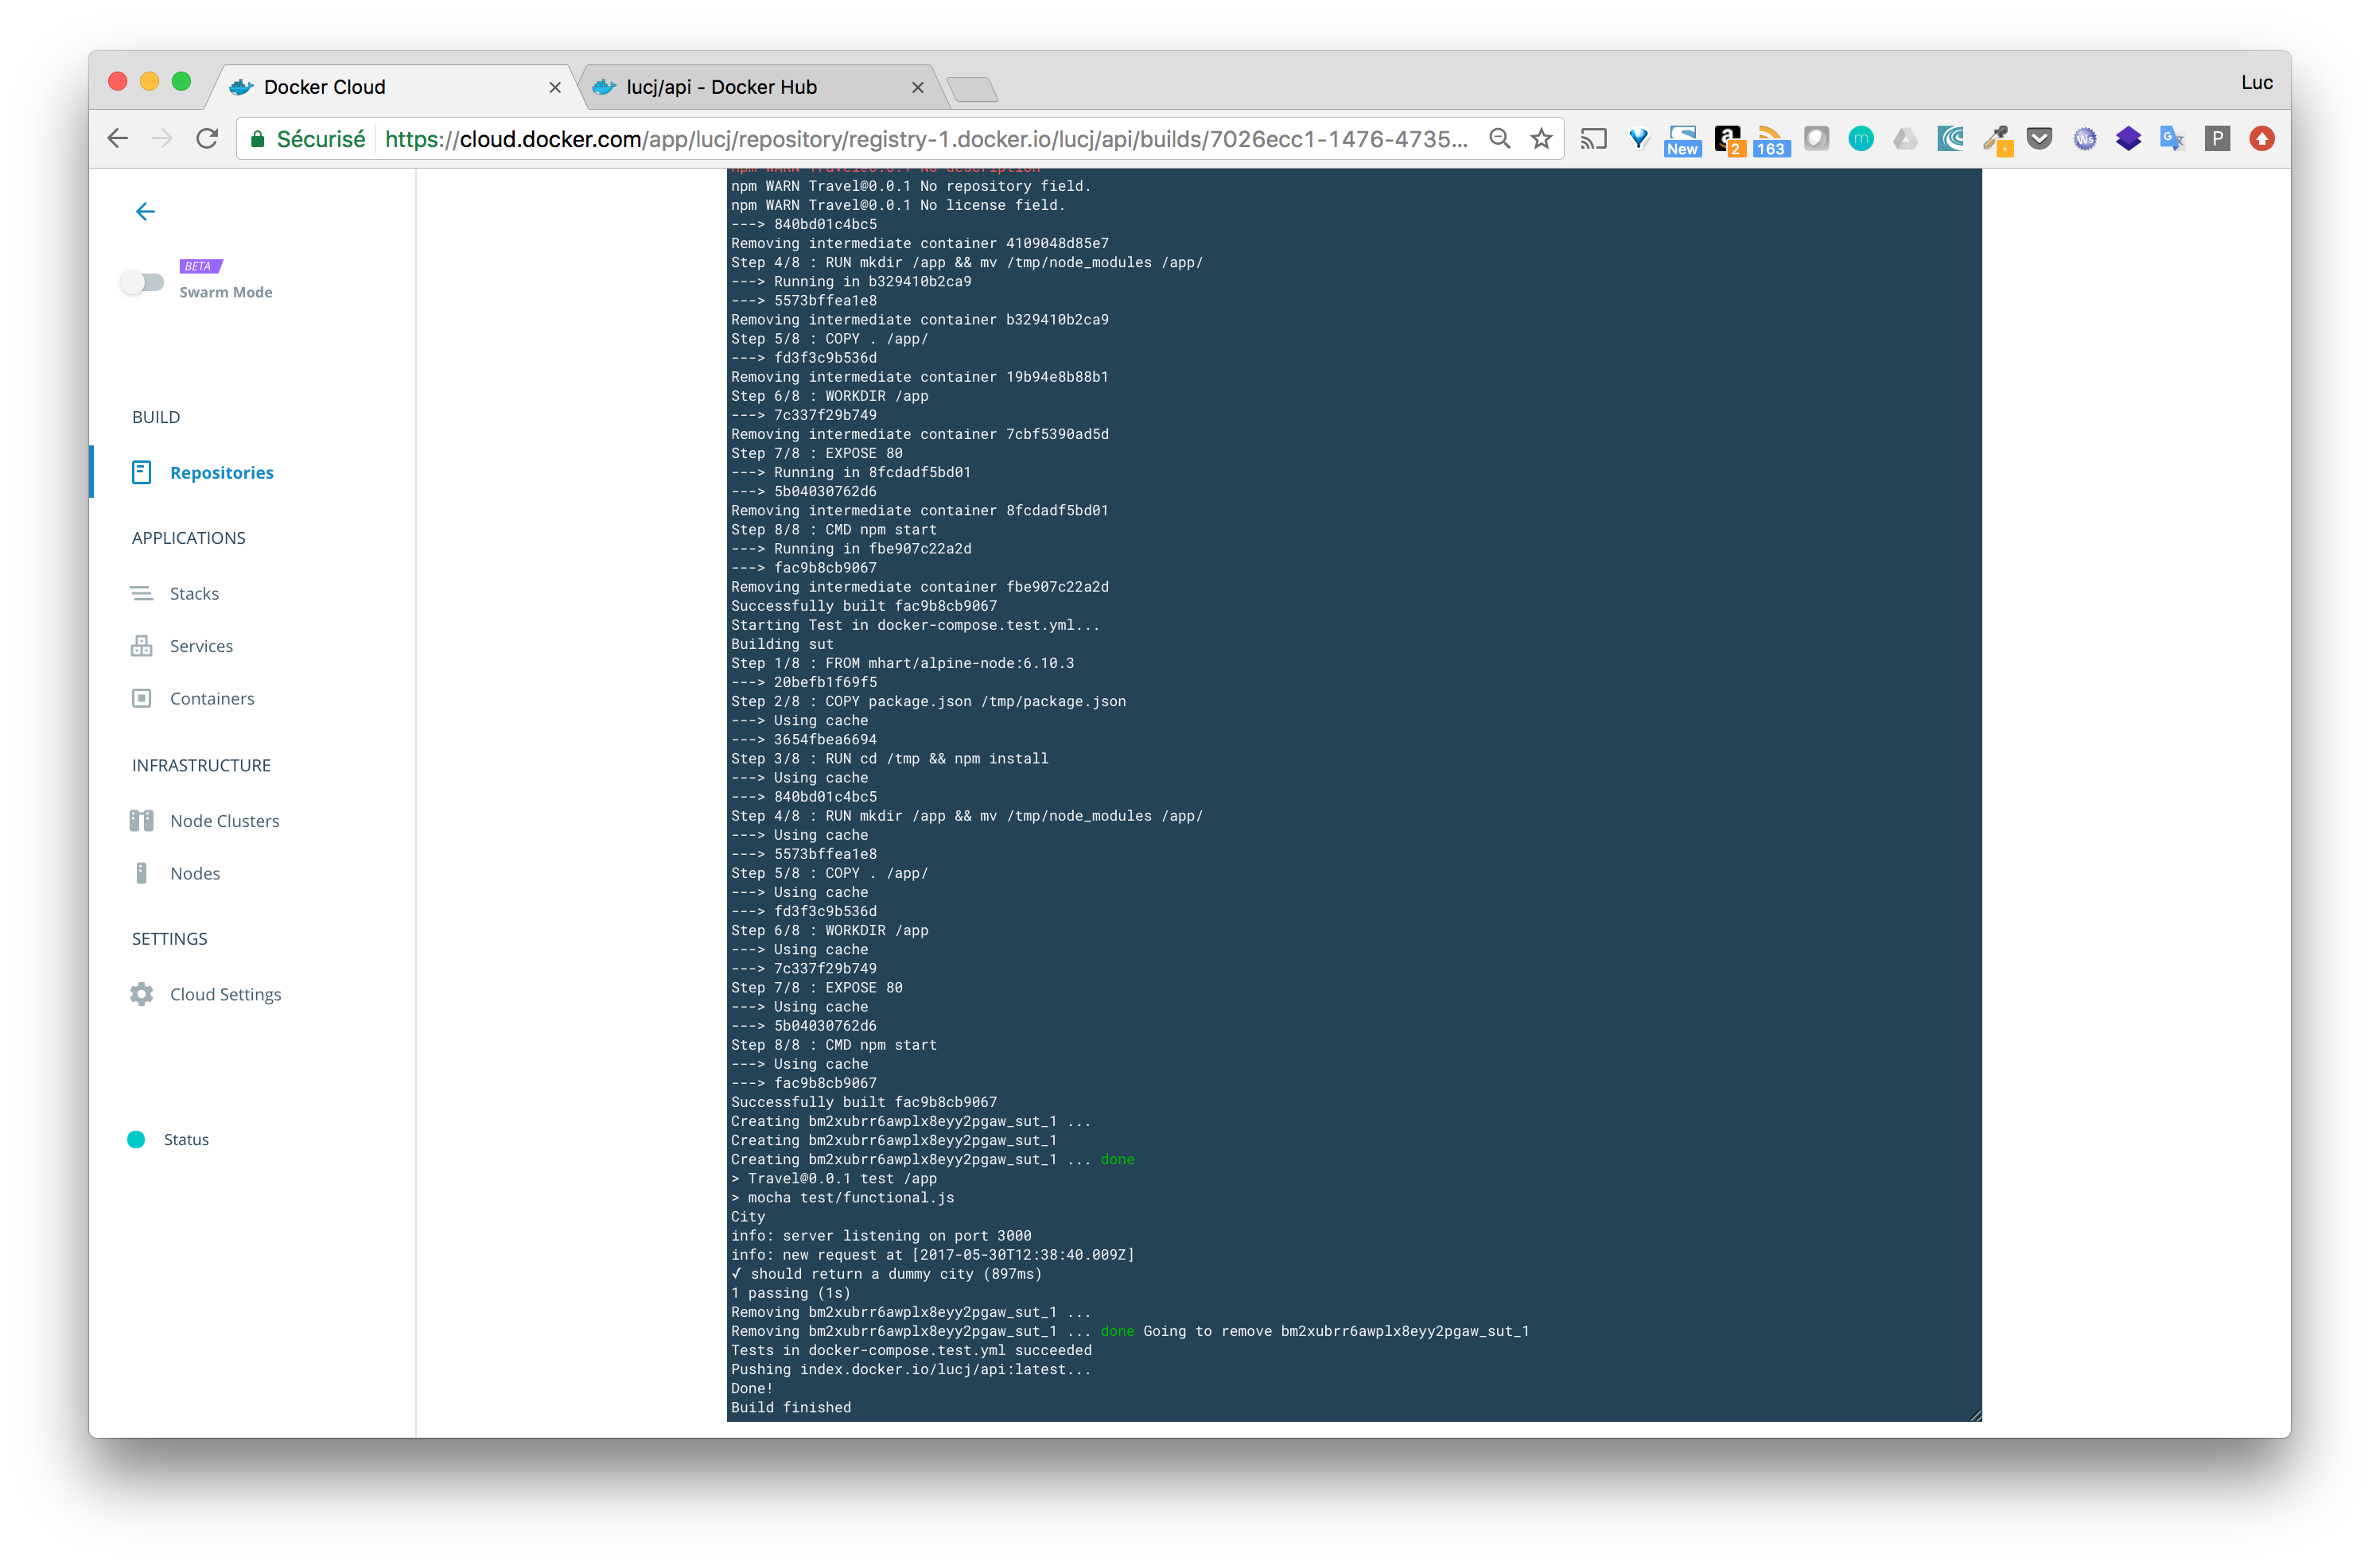 Docker Cloud
lucj/api - Docker Hub
Luc
Sécurisé
https://cloud.docker.com/app/lucj/repository/registry-1.docker.io/lucj/api/builds/7026ecc1-1476-4735...
New
a
2
163
m
Ws
G
P
BETA
Swarm Mode
BUILD
Repositories
APPLICATIONS
Stacks
Services
Containers
INFRASTRUCTURE
Node Clusters
Nodes
SETTINGS
Cloud Settings
Status
npm WARN Travel@0.0.1 No description
npm WARN Travel@0.0.1 No repository field.
npm WARN Travel@0.0.1 No license field.
---> 840bd01c4bc5
Removing intermediate container 4109048d85e7
Step 4/8 : RUN mkdir /app && mv /tmp/node_modules /app/
---> Running in b329410b2ca9
---> 5573bffea1e8
Removing intermediate container b329410b2ca9
Step 5/8 : COPY . /app/
---> fd3f3c9b536d
Removing intermediate container 19b94e8b88b1
Step 6/8 : WORKDIR /app
---> 7c337f29b749
Removing intermediate container 7cbf5390ad5d
Step 7/8 : EXPOSE 80
---> Running in 8fcdadf5bd01
---> 5b04030762d6
Removing intermediate container 8fcdadf5bd01
Step 8/8 : CMD npm start
---> Running in fbe907c22a2d
---> fac9b8cb9067
Removing intermediate container fbe907c22a2d
Successfully built fac9b8cb9067
Starting Test in docker-compose.test.yml...
Building sut
Step 1/8 : FROM mhart/alpine-node:6.10.3
---> 20befb1f69f5
Step 2/8 : COPY package.json /tmp/package.json
---> Using cache
---> 3654fbea6694
Step 3/8 : RUN cd /tmp && npm install
---> Using cache
---> 840bd01c4bc5
Step 4/8 : RUN mkdir /app && mv /tmp/node_modules /app/
---> Using cache
---> 5573bffea1e8
Step 5/8 : COPY . /app/
---> Using cache
---> fd3f3c9b536d
Step 6/8 : WORKDIR /app
---> Using cache
---> 7c337f29b749
Step 7/8 : EXPOSE 80
---> Using cache
---> 5b04030762d6
Step 8/8 : CMD npm start
---> Using cache
---> fac9b8cb9067
Successfully built fac9b8cb9067
Creating bm2xubrr6awplx8eyy2pgaw_sut_1 ...
Creating bm2xubrr6awplx8eyy2pgaw_sut_1
Creating bm2xubrr6awplx8eyy2pgaw_sut_1 ... done
> Travel@0.0.1 test /app
> mocha test/functional.js
City
info: server listening on port 3000
info: new request at [2017-05-30T12:38:40.009Z]
✓ should return a dummy city (897ms)
1 passing (1s)
Removing bm2xubrr6awplx8eyy2pgaw_sut_1 ...
Removing bm2xubrr6awplx8eyy2pgaw_sut_1 ... done Going to remove bm2xubrr6awplx8eyy2pgaw_sut_1
Tests in docker-compose.test.yml succeeded
Pushing index.docker.io/lucj/api:latest...
Done!
Build finished